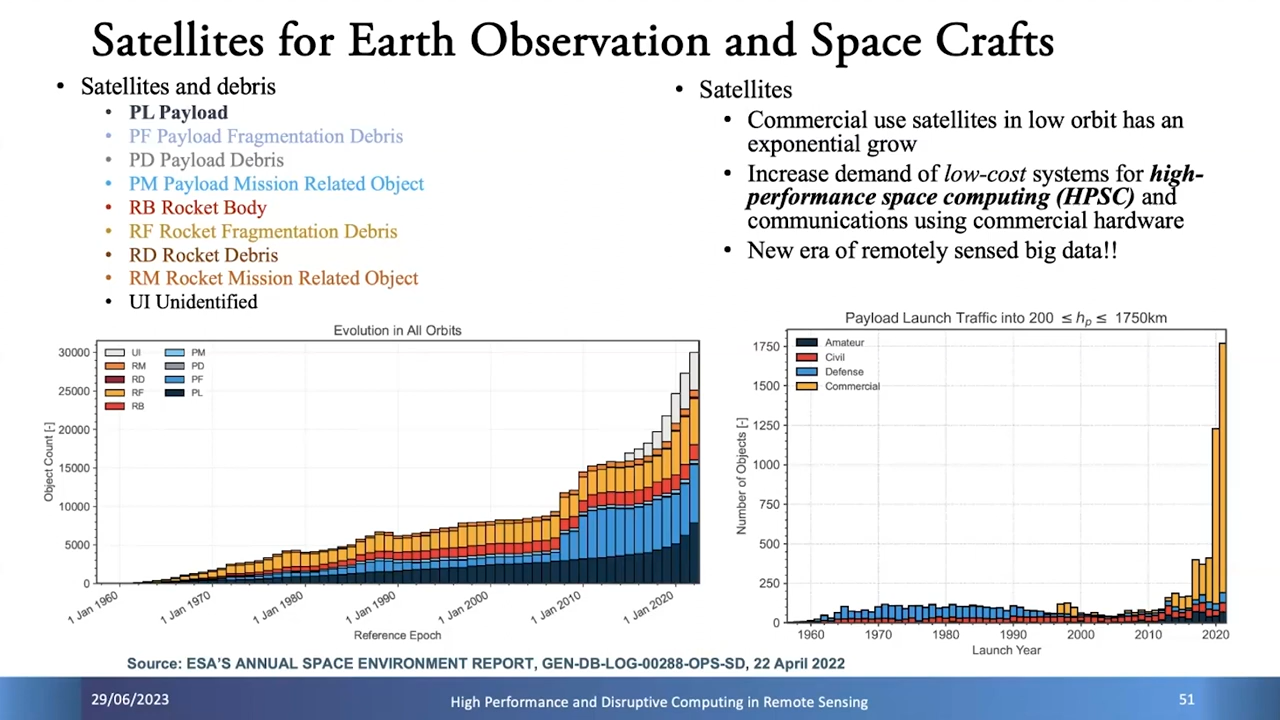 Satellites for Earth Observation and Space Crafts
• Satellites and debris
• PL Payload
• PF Payload Fragmentation Debris
• PD Payload Debris
• PM Payload Mission Related Object
• RB Rocket Body
• RF Rocket Fragmentation Debris
• RD Rocket Debris
• RM Rocket Mission Related Object
• UI Unidentified
• Satellites
• Commercial use satellites in low orbit has an
exponential grow
• Increase demand of low-cost systems for high-
performance space computing (HPSC) and
communications using commercial hardware
• New era of remotely sensed big data!!
Evolution in All Orbits
UI
RM
RD
RF
RB
PM
PD
PF
PL
Object Count [-]
30000
25000
20000
15000
10000
5000
0
1 Jan 1960
1 Jan 1970
1 Jan 1980
1 Jan 1990
1 Jan 2000
1 Jan 2010
1 Jan 2020
Reference Epoch
Payload Launch Traffic into 200 ≤ hp ≤ 1750km
Amateur
Civil
Defense
Commercial
Number of Objects [-]
1750
1500
1250
1000
750
500
250
0
1960
1970
1980
1990
2000
2010
2020
Launch Year
Source: ESA'S ANNUAL SPACE ENVIRONMENT REPORT, GEN-DB-LOG-00288-OPS-SD, 22 April 2022
29/06/2023
High Performance and Disruptive Computing in Remote Sensing
51